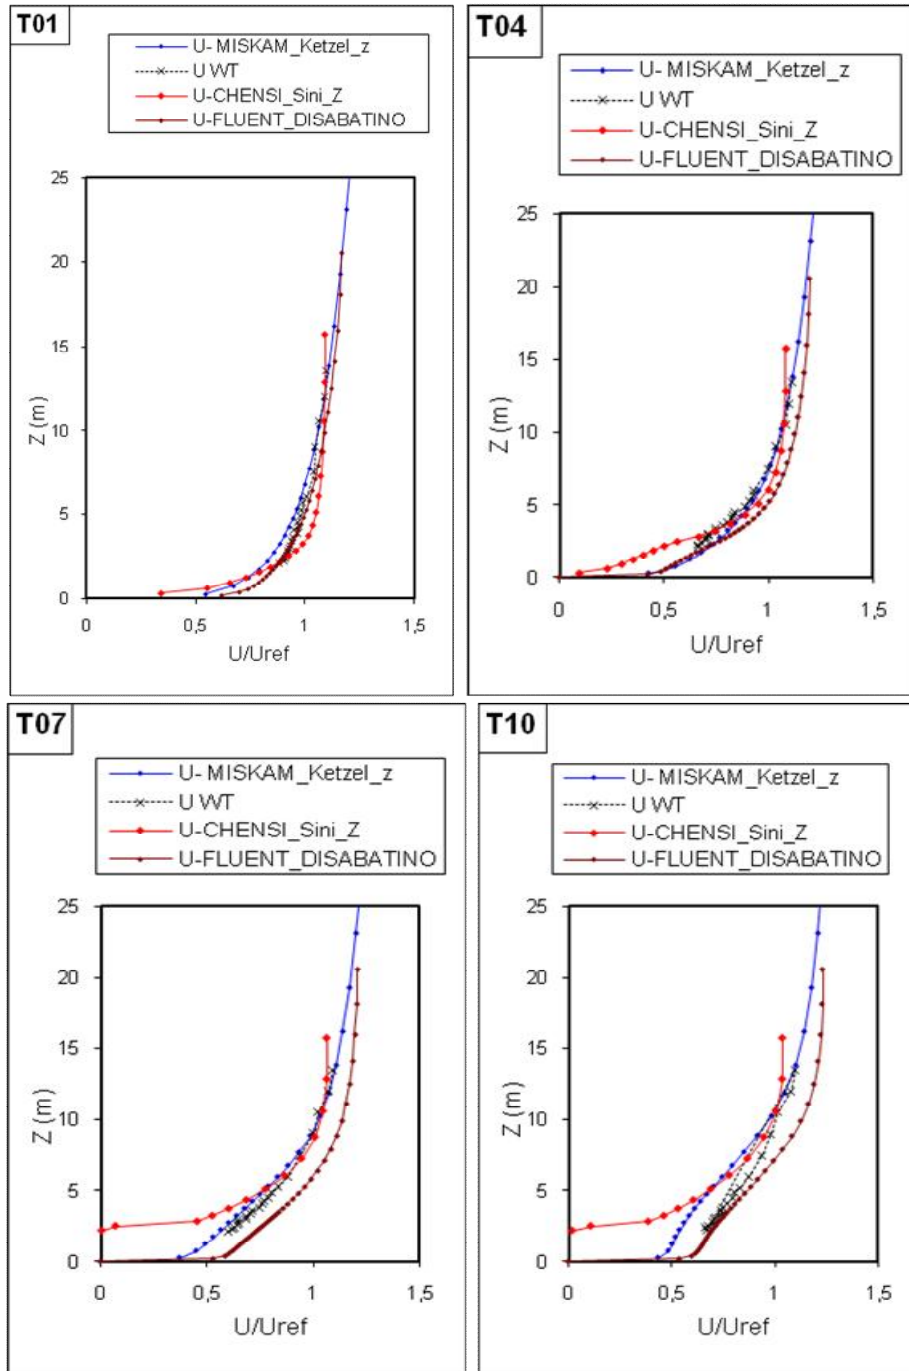 T01
U- MISKAM_Ketzel_z
U WT
U-CHENSI_Sini_Z
U-FLUENT_DISABATINO
25
20
15
10
5
0
Z (m)
0 0,5 1 1,5
U/Uref
T04
U- MISKAM_Ketzel_z
U WT
U-CHENSI_Sini_Z
U-FLUENT_DISABATINO
25
20
15
10
5
0
Z (m)
0 0,5 1 1,5
U/Uref
T07
U- MISKAM_Ketzel_z
U WT
U-CHENSI_Sini_Z
U-FLUENT_DISABATINO
25
20
15
10
5
0
Z (m)
0 0,5 1 1,5
U/Uref
T10
U- MISKAM_Ketzel_z
U WT
U-CHENSI_Sini_Z
U-FLUENT_DISABATINO
25
20
15
10
5
0
Z (m)
0 0,5 1 1,5
U/Uref